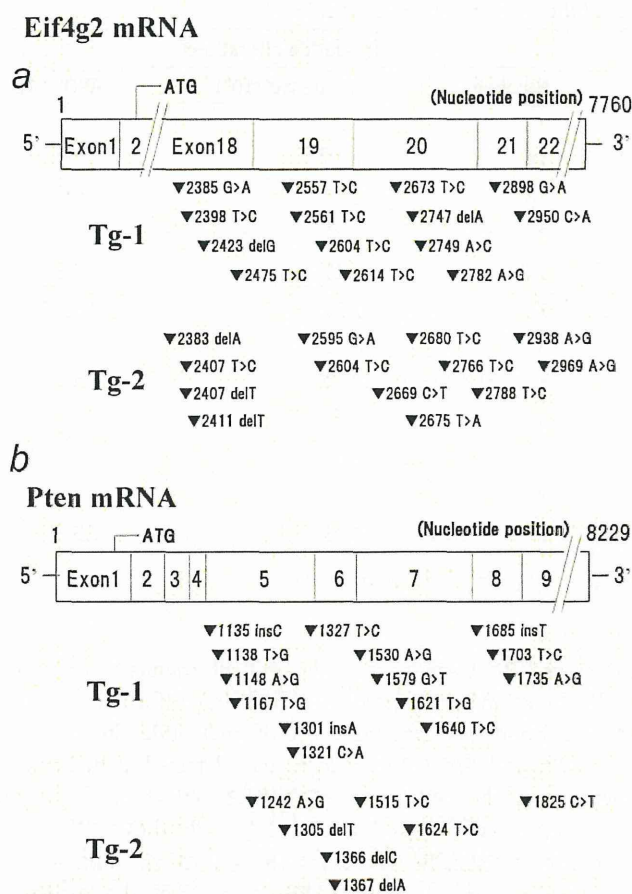 Eif4g2 mRNA
a
ATG
1 (Nucleotide position) 7760
5' Exon1 2 Exon18 19 20 21 22 3'
▼2385 G>A ▼2557 T>C ▼2673 T>C ▼2898 G>A
▼2398 T>C ▼2561 T>C ▼2747 delA ▼2950 C>A
Tg-1
▼2423 delG ▼2604 T>C ▼2749 A>C
▼2475 T>C ▼2614 T>C ▼2782 A>G
▼2383 delA ▼2595 G>A ▼2680 T>C ▼2938 A>G
▼2407 T>C ▼2604 T>C ▼2766 T>C ▼2969 A>G
Tg-2
▼2407 delT ▼2669 C>T ▼2788 T>C
▼2411 delT ▼2675 T>A
b
Pten mRNA
1 ATG (Nucleotide position) 8229
5' Exon1 2 3 4 5 6 7 8 9 3'
▼1135 insC ▼1327 T>C ▼1685 insT
▼1138 T>G ▼1530 A>G ▼1703 T>C
Tg-1
▼1148 A>G ▼1579 G>T ▼1735 A>G
▼1167 T>G ▼1621 T>G
▼1301 insA ▼1640 T>C
▼1321 C>A
▼1242 A>G ▼1515 T>C ▼1825 C>T
▼1305 delT ▼1624 T>C
Tg-2
▼1366 delC
▼1367 delA